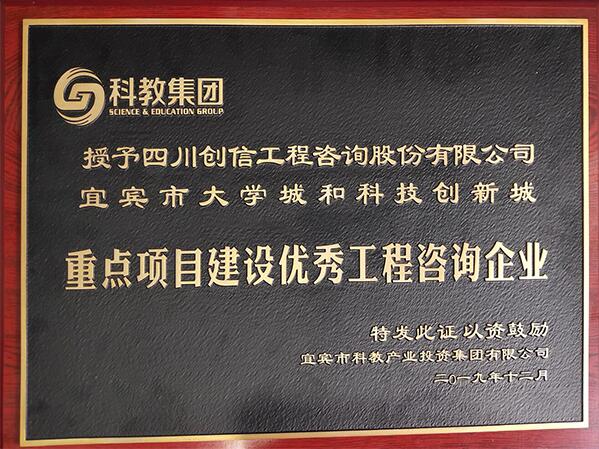 科教集团
SCIENCE & EDUCATION GROUP
授予四川创信工程咨询股份有限公司
宜宾市大学城和科技创新城
重点项目建设优秀工程咨询企业
特发此证以资鼓励
宜宾市科教产业投资集团有限公司
二0一九年十二月